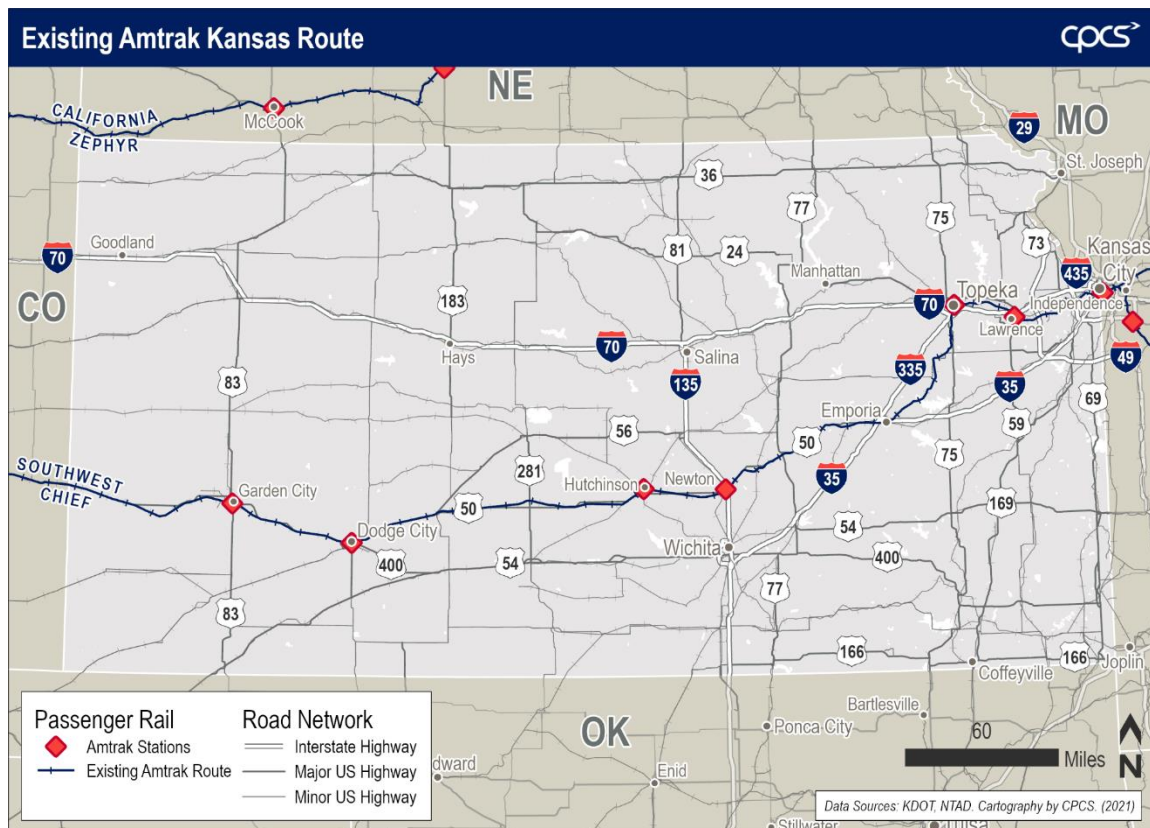 Existing Amtrak Kansas Route
cpcs
NE
MO
CALIFORNIA
ZEPHYR
McCook
29
St. Joseph
36
77
75
73
Goodland
70
81
24
Kansas
City
435
Manhattan
Topeka
Independence
CO
183
70
Lawrence
Hays
70
Salina
49
83
135
335
35
69
Emporia
59
56
50
75
SOUTHWEST
CHIEF
281
Hutchinson
Newton
35
Garden City
50
169
Dodge City
54
Wichita
400
54
400
83
77
166
166
Joplin
Coffeyville
Bartlesville
OK
Ponca City
60
Miles
N
Passenger Rail
Amtrak Stations
Existing Amtrak Route
Road Network
Interstate Highway
Major US Highway
Minor US Highway
dward
Enid
Data Sources: KDOT, NTAD. Cartography by CPCS. (2021)
Stillwater
Tulsa